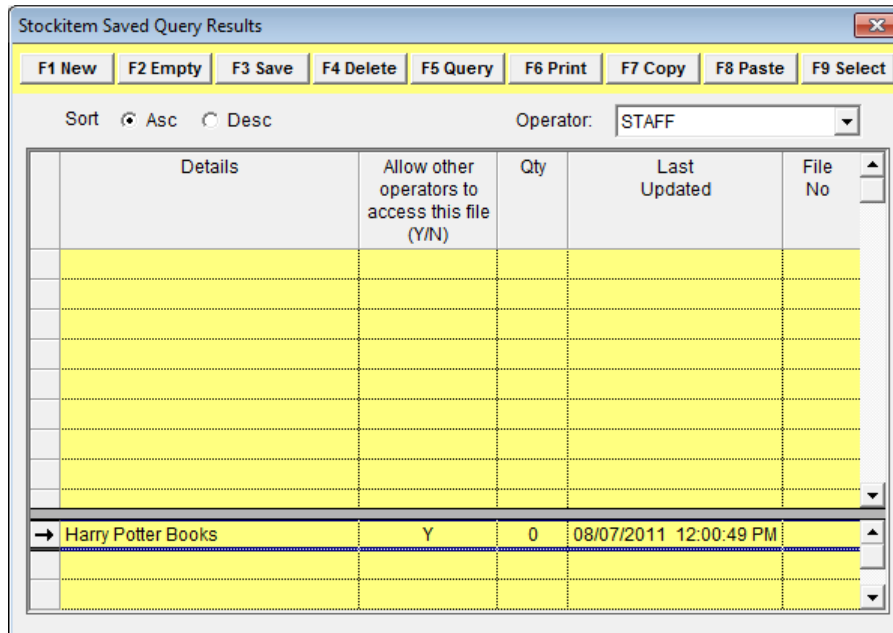 Stockitem Saved Query Results
F1 New F2 Empty F3 Save F4 Delete F5 Query F6 Print F7 Copy F8 Paste F9 Select
Sort Asc Desc Operator: STAFF
Details Allow other Qty Last File
operators to Updated No
access this file
(Y/N)
Harry Potter Books Y 0 08/07/2011 12:00:49 PM